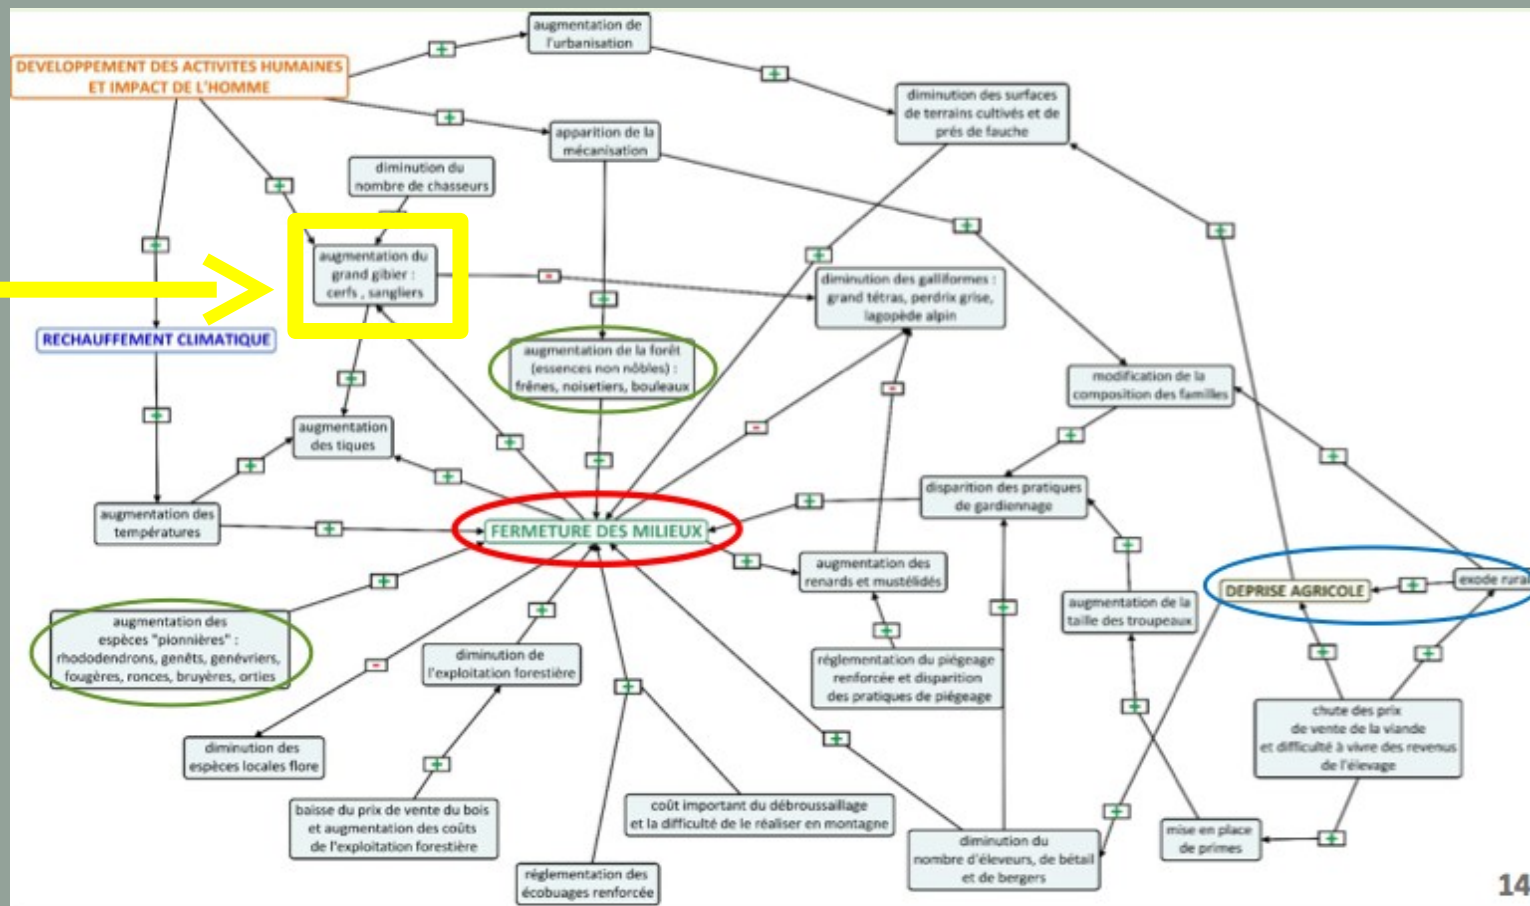 augmentation de
l'urbanisation
DEVELOPPEMENT DES ACTIVITES HUMAINES
ET IMPACT DE L'HOMME
diminution des surfaces
de terrains cultivés et de
prés de fauche
apparition de la
mécanisation
diminution du
nombre de chasseurs
augmentation du
grand gibier :
cerfs , sangliers
diminution des galliformes :
grand tétras, perdrix grise,
lagopède alpin
RECHAUFFEMENT CLIMATIQUE
augmentation de la forêt
(essences non nôbles) :
frênes, noisetiers, bouleaux
modification de la
composition des familles
augmentation
des tiques
disparition des pratiques
de gardiennage
augmentation des
températures
FERMETURE DES MILIEUX
augmentation des
renards et mustélidés
DEPRISE AGRICOLE
exode rural
augmentation de la
taille des troupeaux
augmentation des
espèces "pionnières" :
rhododendrons, genêts, genévriers,
fougères, ronces, bruyères, orties
diminution de
l'exploitation forestière
réglementation du piégeage
renforcée et disparition
des pratiques de piégeage
chute des prix
de vente de la viande
et difficulté à vivre des revenus
de l'élevage
diminution des
espèces locales flore
baisse du prix de vente du bois
et augmentation des coûts
de l'exploitation forestière
coût important du débroussaillage
et la difficulté de le réaliser en montagne
diminution du
nombre d'éleveurs, de bétail
et de bergers
mise en place
de primes
réglementation des
écobuages renforcée
14